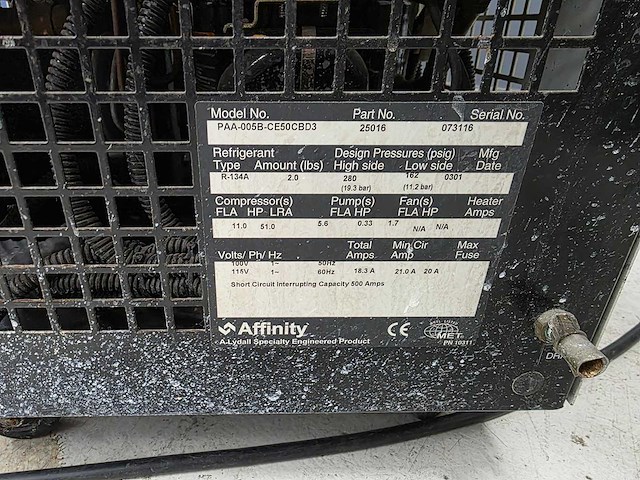 Model No. Part No. Serial No.
PAA-005B-CE50CBD3 25016 073116
Refrigerant Design Pressures (psig) Mfg
Type Amount (lbs) High side Low side Date
R-134A 2.0 280 162 0301
(19.3 bar) (11.2 bar)
Compressor(s) Pump(s) Fan(s) Heater
FLA HP LRA FLA HP FLA HP Amps
11.0 51.0 5.6 0.33 1.7 N/A N/A
Total Min Cir Max
Volts/ Ph/ Hz Amps Amp Fuse
100V 1~ 50Hz
115V 1~ 60Hz 18.3 A 21.0 A 20 A
Short Circuit Interrupting Capacity 500 Amps
Affinity
A Lydall Specialty Engineered Product
CE
MET
PN 10311